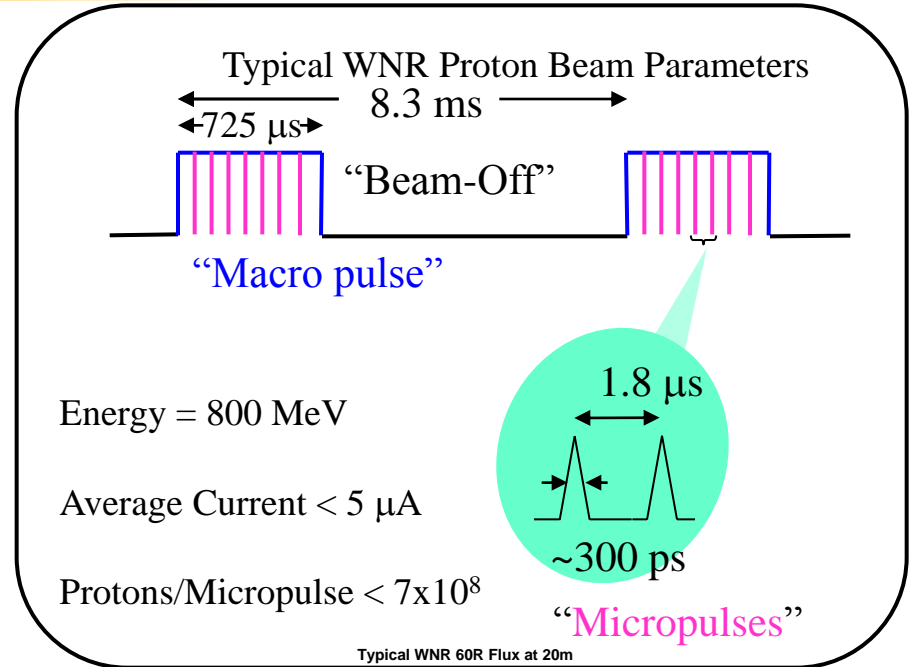 Typical WNR Proton Beam Parameters
8.3 ms
725 μs
“Beam-Off”
“Macro pulse”
1.8 μs
Energy = 800 MeV
Average Current < 5 μA
~300 ps
Protons/Micropulse < 7x10⁸
“Micropulses”
Typical WNR 60R Flux at 20m